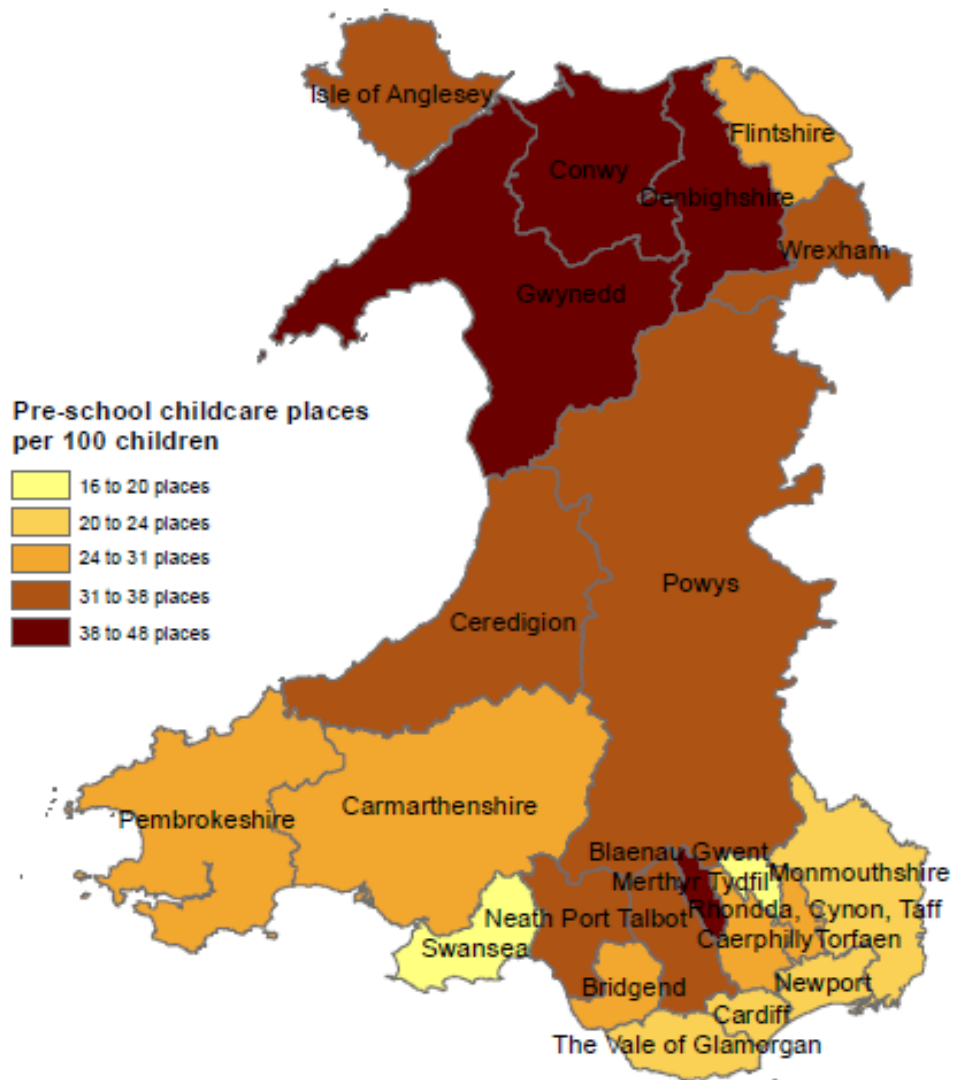 Isle of Anglesey
Flintshire
Conwy
Denbighshire
Wrexham
Gwynedd
Pre-school childcare places
per 100 children
16 to 20 places
20 to 24 places
24 to 31 places
31 to 38 places
38 to 48 places
Powys
Ceredigion
Carmarthenshire
Pembrokeshire
Blaenau Gwent
Monmouthshire
Merthyr Tydfil
Rhondda, Cynon, Taff
Neath Port Talbot
Caerphilly
Torfaen
Swansea
Bridgend
Newport
Cardiff
The Vale of Glamorgan